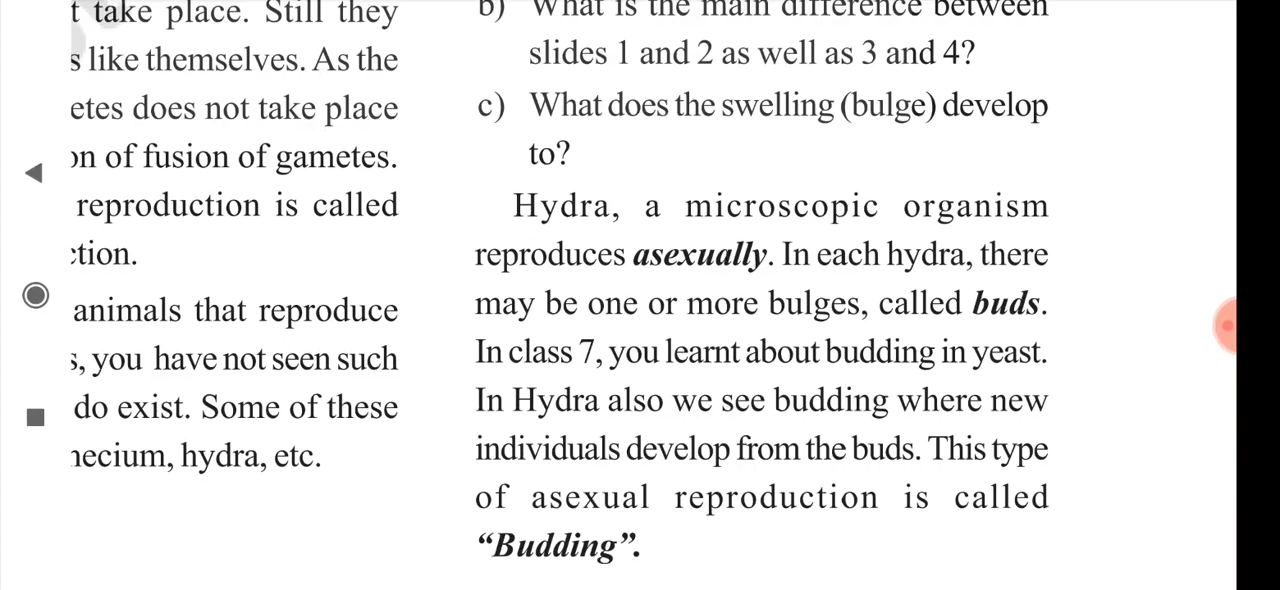 t take place. Still they
s like themselves. As the
etes does not take place
on of fusion of gametes.
reproduction is called
ction.
animals that reproduce
s, you have not seen such
do exist. Some of these
necium, hydra, etc.
b) What is the main difference between
slides 1 and 2 as well as 3 and 4?
c) What does the swelling (bulge) develop
to?
Hydra, a microscopic organism
reproduces asexually. In each hydra, there
may be one or more bulges, called buds.
In class 7, you learnt about budding in yeast.
In Hydra also we see budding where new
individuals develop from the buds. This type
of asexual reproduction is called
“Budding”.